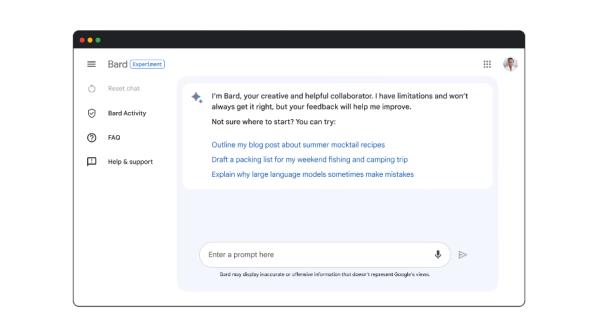 Bard Experiment
Reset chat
Bard Activity
FAQ
Help & support
I'm Bard, your creative and helpful collaborator. I have limitations and won't
always get it right, but your feedback will help me improve.
Not sure where to start? You can try:
Outline my blog post about summer mocktail recipes
Draft a packing list for my weekend fishing and camping trip
Explain why large language models sometimes make mistakes
Enter a prompt here
Bard may display inaccurate or offensive information that doesn't represent Google's views.